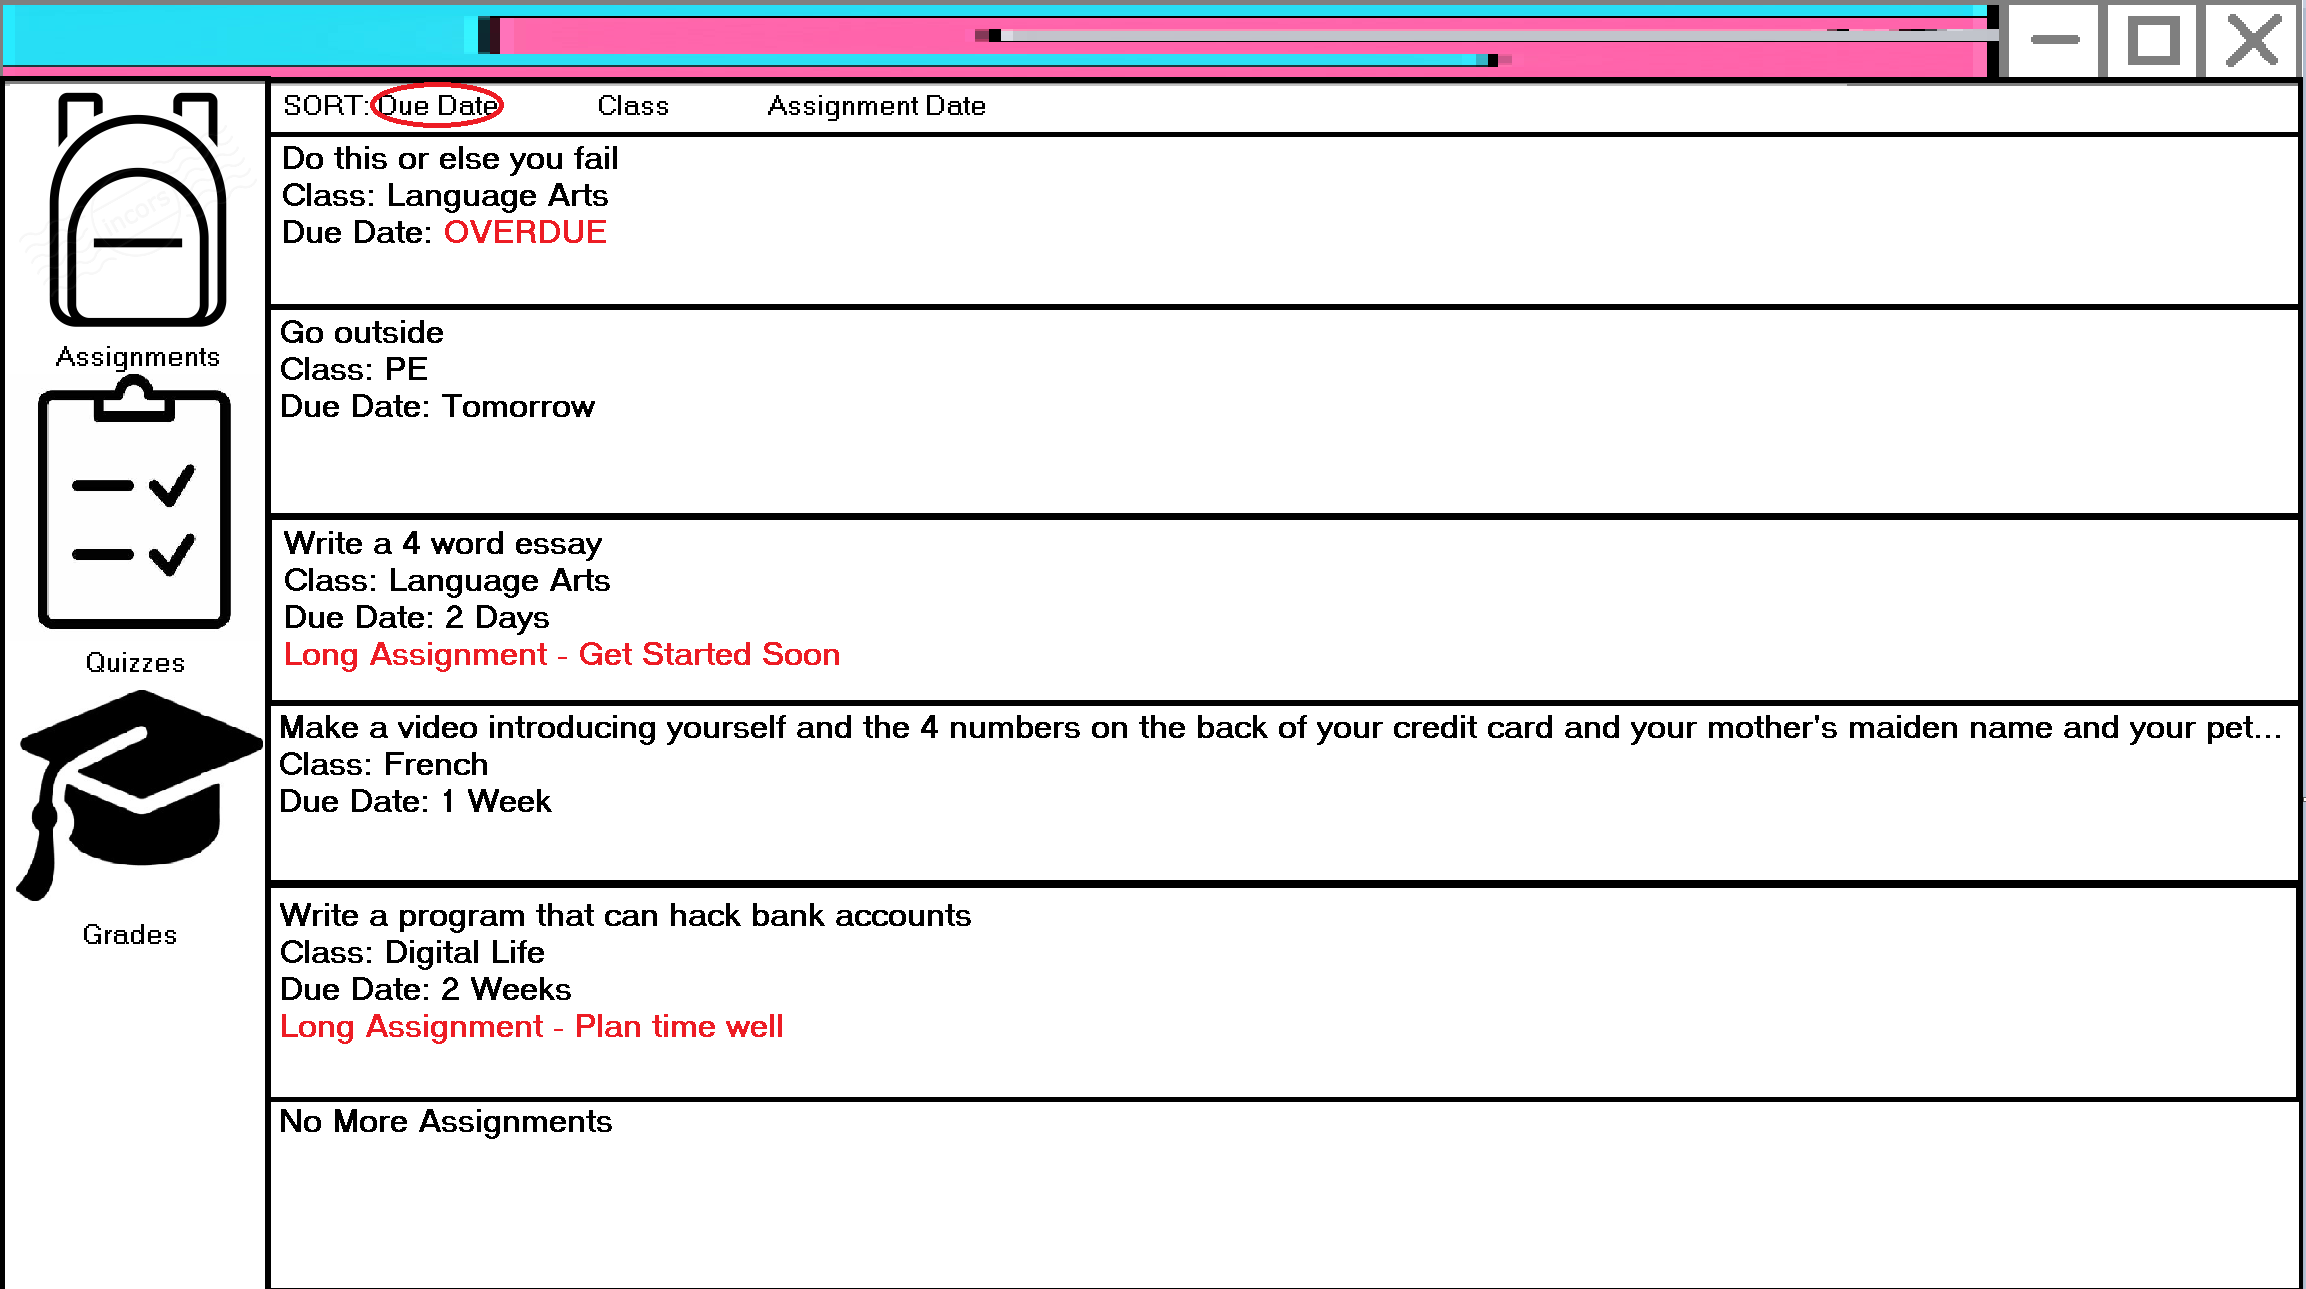 SORT: Due Date Class Assignment Date
Do this or else you fail
Class: Language Arts
Due Date: OVERDUE
Go outside
Class: PE
Due Date: Tomorrow
Write a 4 word essay
Class: Language Arts
Due Date: 2 Days
Long Assignment - Get Started Soon
Make a video introducing yourself and the 4 numbers on the back of your credit card and your mother's maiden name and your pet...
Class: French
Due Date: 1 Week
Write a program that can hack bank accounts
Class: Digital Life
Due Date: 2 Weeks
Long Assignment - Plan time well
No More Assignments
incors
Assignments
Quizzes
Grades